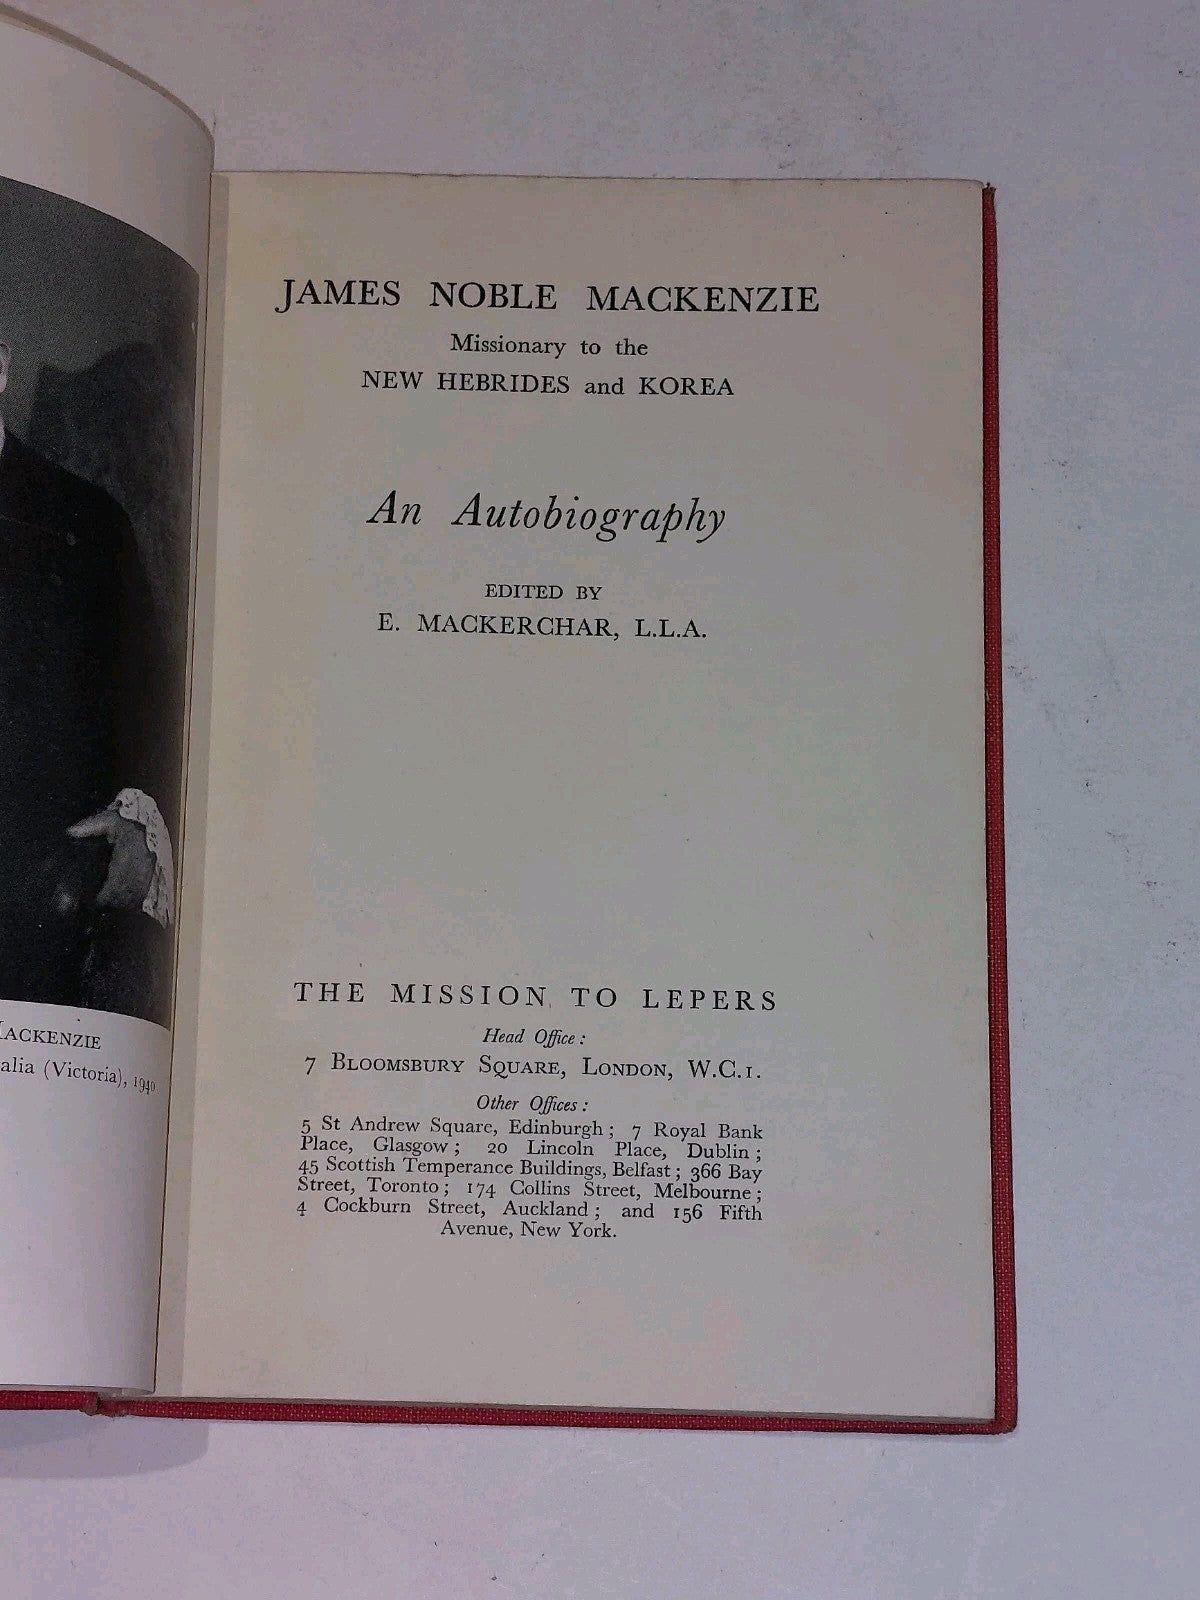 MACKENZIE
alia (Victoria), 1940
JAMES NOBLE MACKENZIE
Missionary to the
NEW HEBRIDES and KOREA
An Autobiography
EDITED BY
E. MACKERCHAR, L.L.A.
THE MISSION TO LEPERS
Head Office :
7 BLOOMSBURY SQUARE, LONDON, W.C.1.
Other Offices :
5 St Andrew Square, Edinburgh ; 7 Royal Bank
Place, Glasgow ; 20 Lincoln Place, Dublin ;
45 Scottish Temperance Buildings, Belfast ; 366 Bay
Street, Toronto ; 174 Collins Street, Melbourne ;
4 Cockburn Street, Auckland ; and 156 Fifth
Avenue, New York.